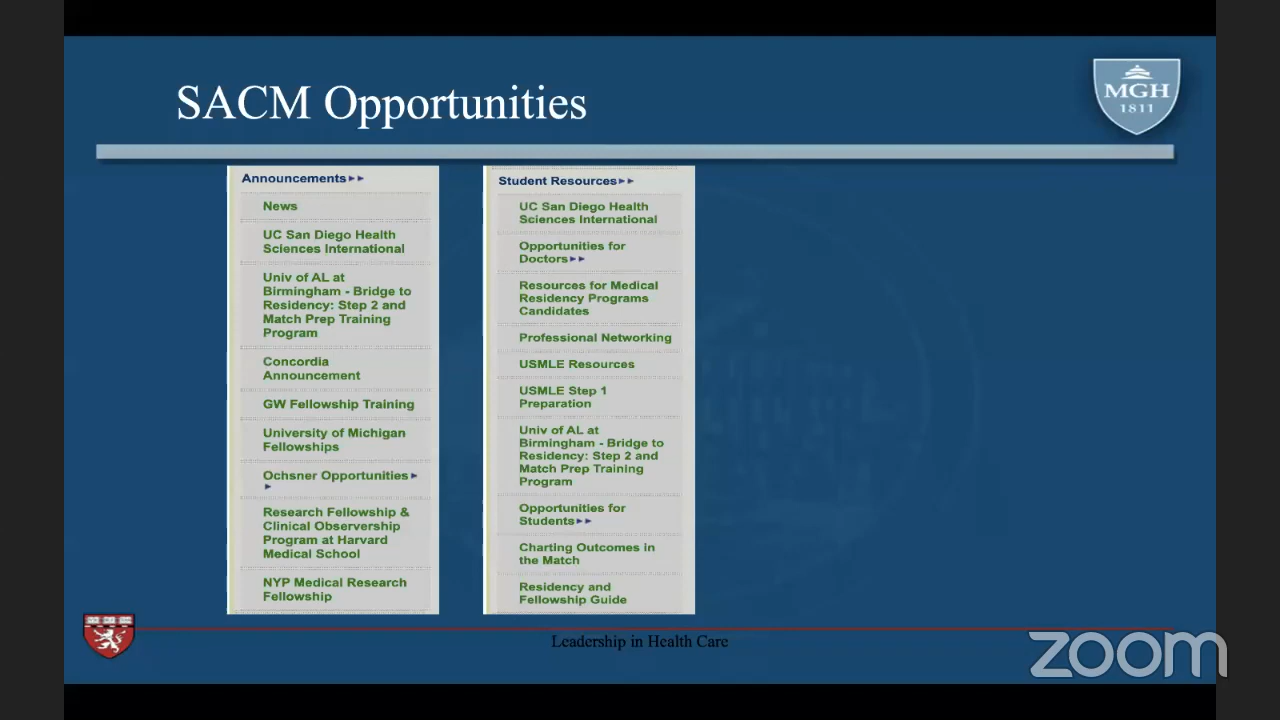 SACM Opportunities
MGH
1811
Announcements►►
News
UC San Diego Health
Sciences International
Univ of AL at
Birmingham - Bridge to
Residency: Step 2 and
Match Prep Training
Program
Concordia
Announcement
GW Fellowship Training
University of Michigan
Fellowships
Ochsner Opportunities►
►
Research Fellowship &
Clinical Observership
Program at Harvard
Medical School
NYP Medical Research
Fellowship
Student Resources►►
UC San Diego Health
Sciences International
Opportunities for
Doctors►►
Resources for Medical
Residency Programs
Candidates
Professional Networking
USMLE Resources
USMLE Step 1
Preparation
Univ of AL at
Birmingham - Bridge to
Residency: Step 2 and
Match Prep Training
Program
Opportunities for
Students►►
Charting Outcomes in
the Match
Residency and
Fellowship Guide
Leadership in Health Care
zoom